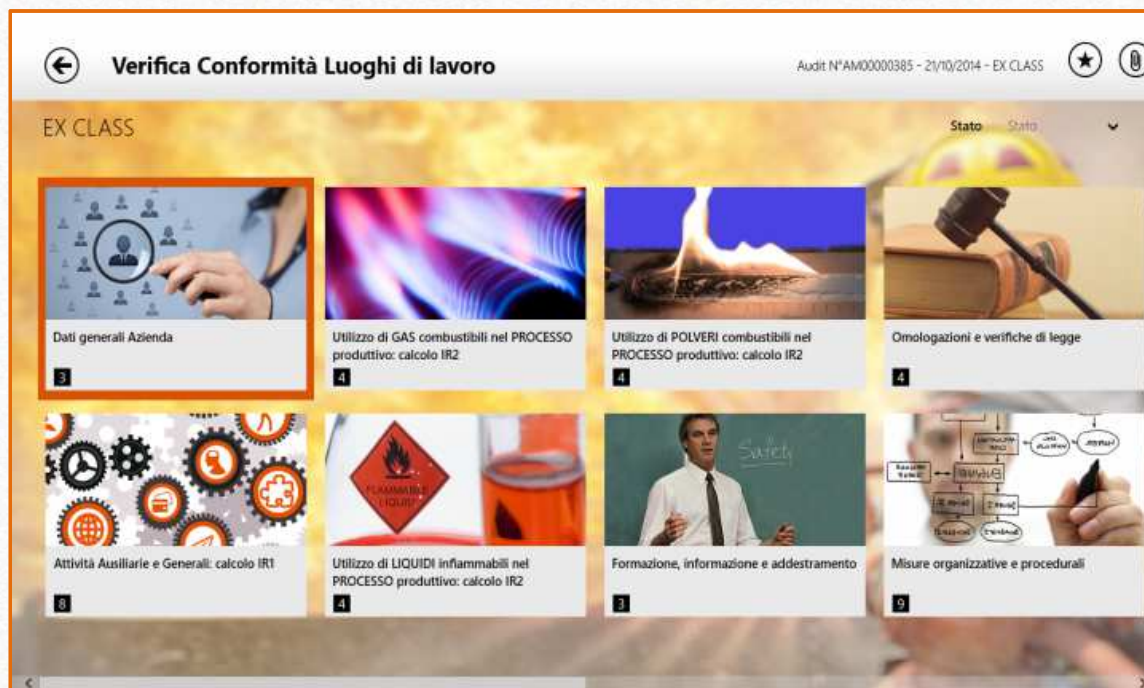 Verifica Conformità Luoghi di lavoro
Audit N°AM00000385 - 21/10/2014 - EX CLASS
EX CLASS
Stato Stato
Dati generali Azienda
3
Utilizzo di GAS combustibili nel PROCESSO
produttivo: calcolo IR2
4
Utilizzo di POLVERI combustibili nel
PROCESSO produttivo: calcolo IR2
4
Omologazioni e verifiche di legge
4
Attività Ausiliarie e Generali: calcolo IR1
8
FLAMMABLE
LIQUID
Utilizzo di LIQUIDI infiammabili nel
PROCESSO produttivo: calcolo IR2
4
Safety
Formazione, informazione e addestramento
3
Misure organizzative e procedurali
9